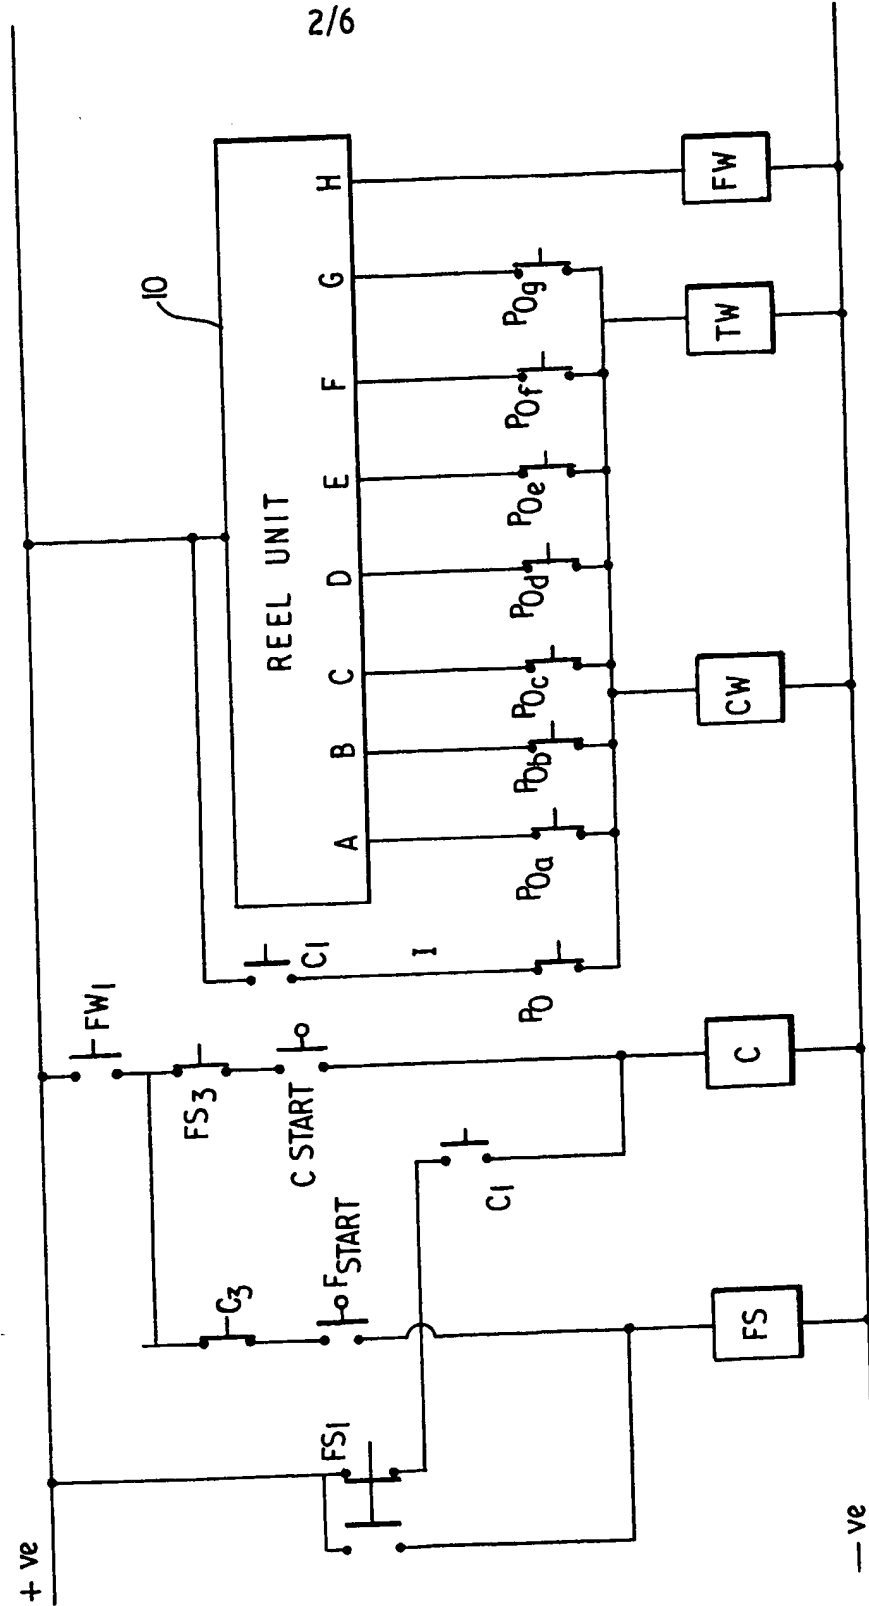 2/6
+ ve
10
REEL UNIT
A B C D E F G H
FW1
C1
I
FS3
C START
C3
FSTART
FS1
C1
P0
P0a
P0b
P0c
P0d
P0e
P0f
P0g
FS
C
CW
TW
FW
— ve